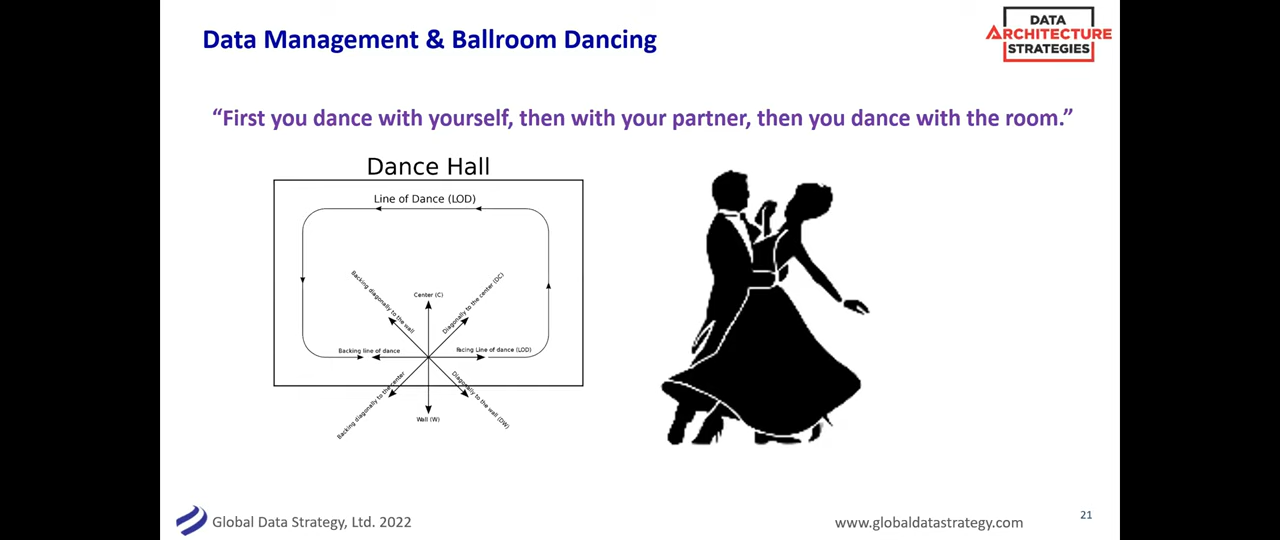 Data Management & Ballroom Dancing
DATA
ARCHITECTURE
STRATEGIES
“First you dance with yourself, then with your partner, then you dance with the room.”
Dance Hall
Line of Dance (LOD)
Backing diagonally to the wall
Center (C)
Diagonally to the center (DC)
Backing line of dance
Facing Line of dance (LOD)
Backing diagonally to the center
Diagonally to the wall (DW)
Wall (W)
Global Data Strategy, Ltd. 2022
www.globaldatastrategy.com
21